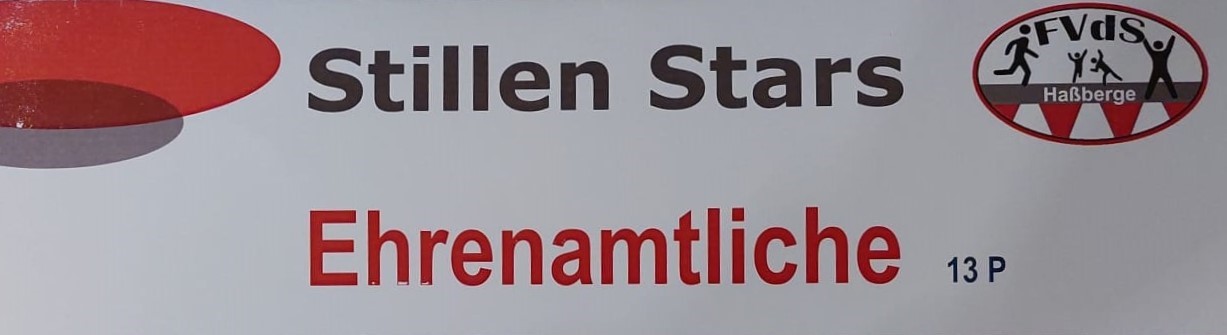 Stillen Stars
FVdS
Haßberge
Ehrenamtliche 13 P